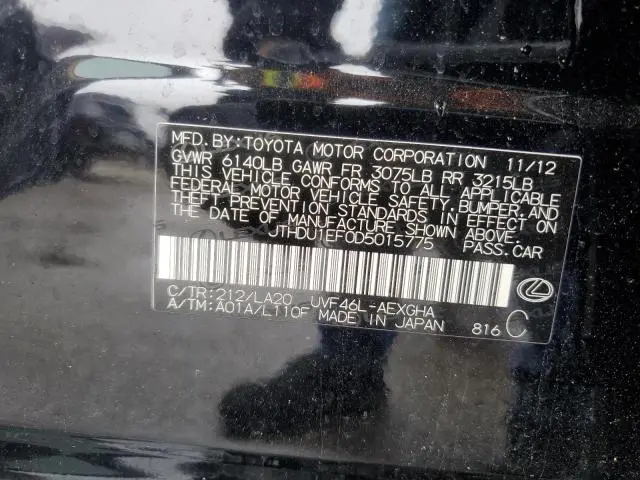 MFD. BY: TOYOTA MOTOR CORPORATION 11/12
GVWR 6140LB GAWR FR 3075LB RR 3215LB
THIS VEHICLE CONFORMS TO ALL APPLICABLE
FEDERAL MOTOR VEHICLE SAFETY, BUMPER, AND
THEFT PREVENTION STANDARDS IN EFFECT ON
THE DATE OF MANUFACTURE SHOWN ABOVE.
JTHDU1EF0D5015775 PASS. CAR
C/TR: 212/LA20 UVF46L-AEXGHA
A/TM: A01A/L110F MADE IN JAPAN 816 C